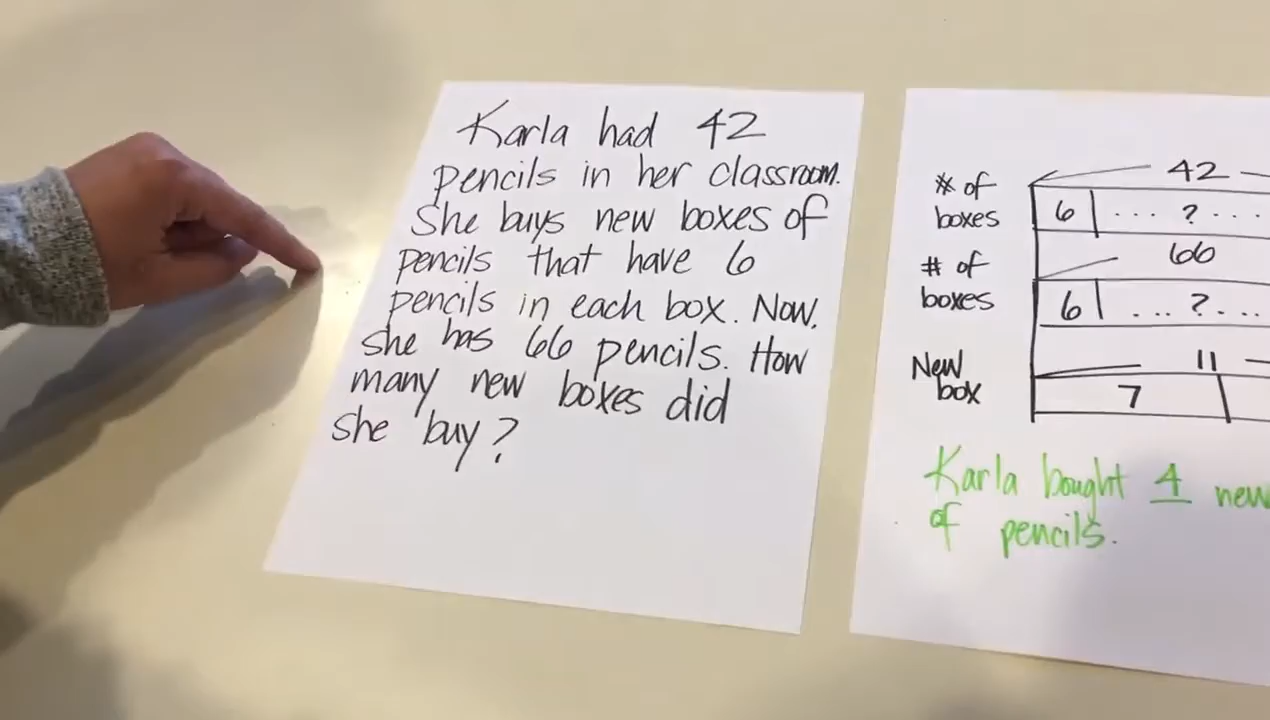 Karla had 42
pencils in her classroom.
She buys new boxes of
pencils that have 6
pencils in each box. Now,
she has 66 pencils. How
many new boxes did
she buy?
42
# of
boxes
6 ... ? ...
66
# of
boxes
6 ... ? ...
11
New
box
7
Karla bought 4 new
of pencils.